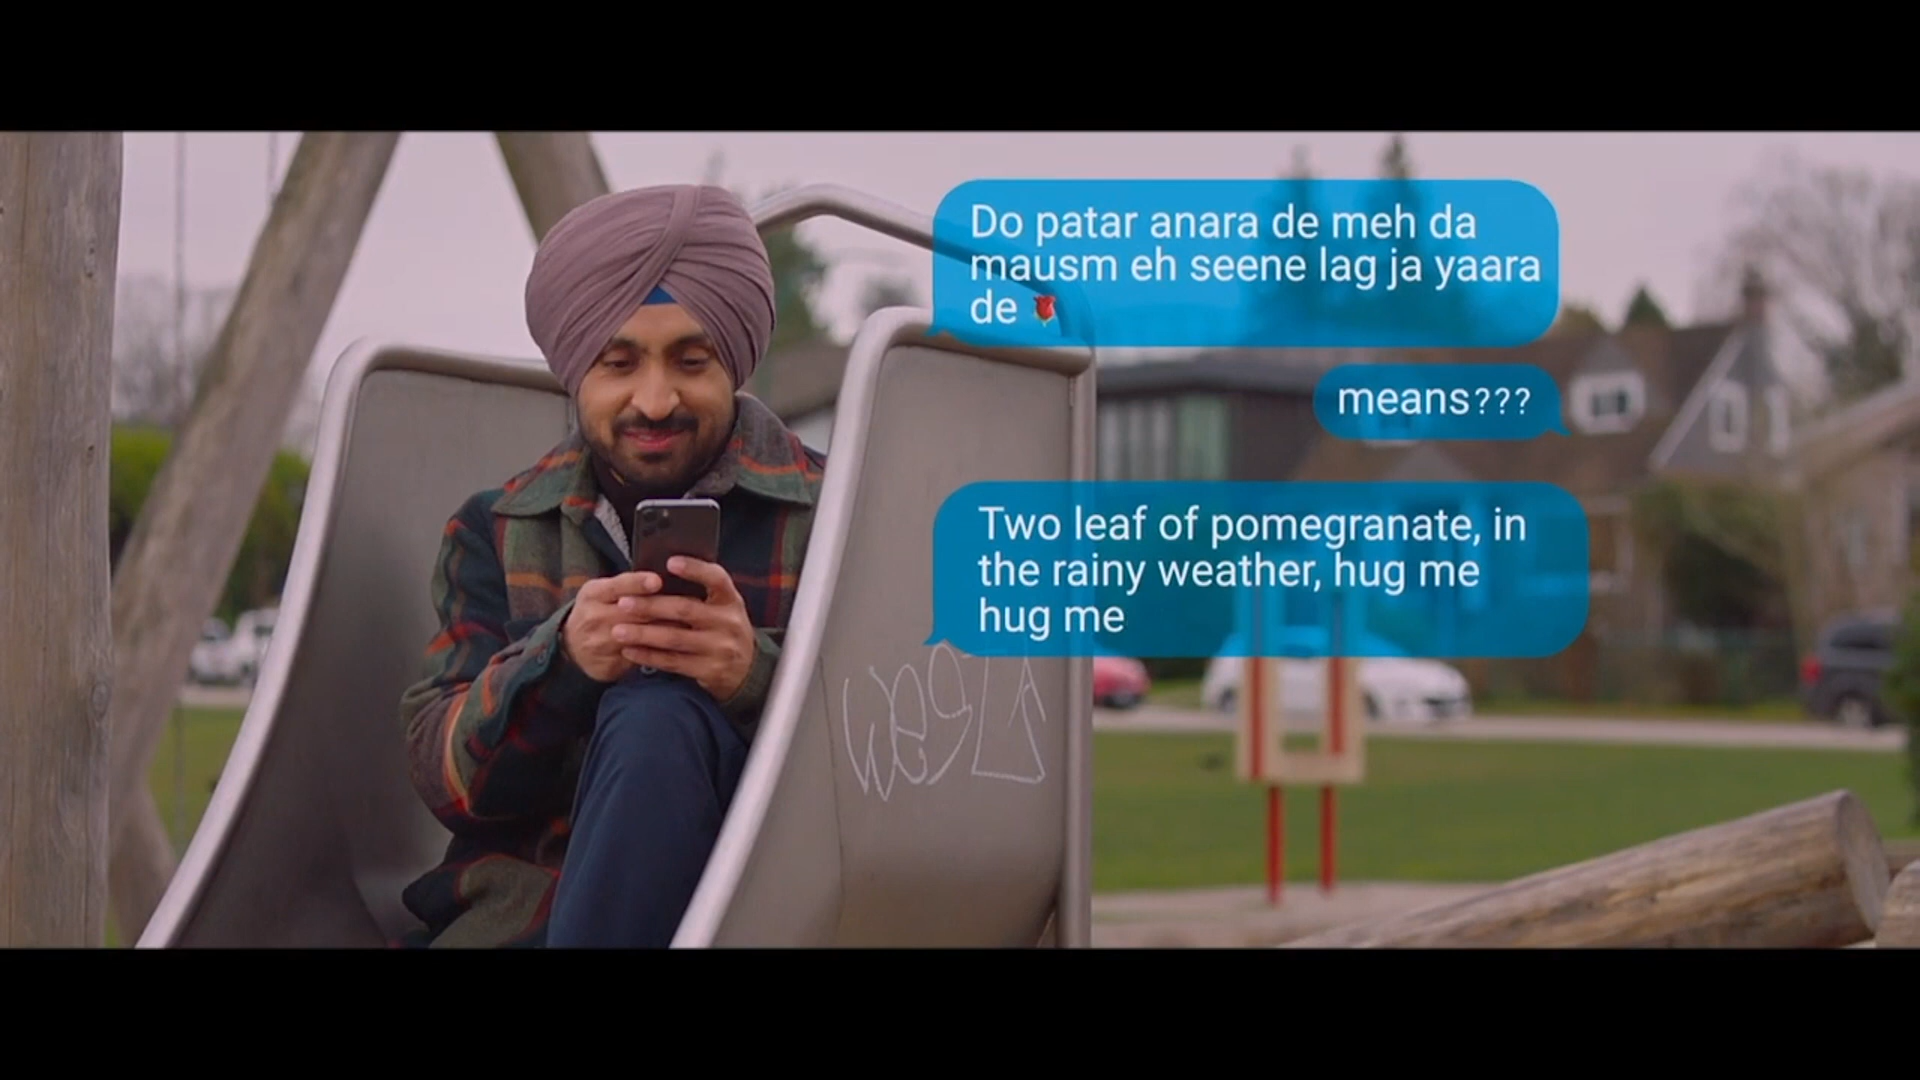 Do patar anara de meh da
mausm eh seene lag ja yaara
de 🌹
means???
Two leaf of pomegranate, in
the rainy weather, hug me
hug me